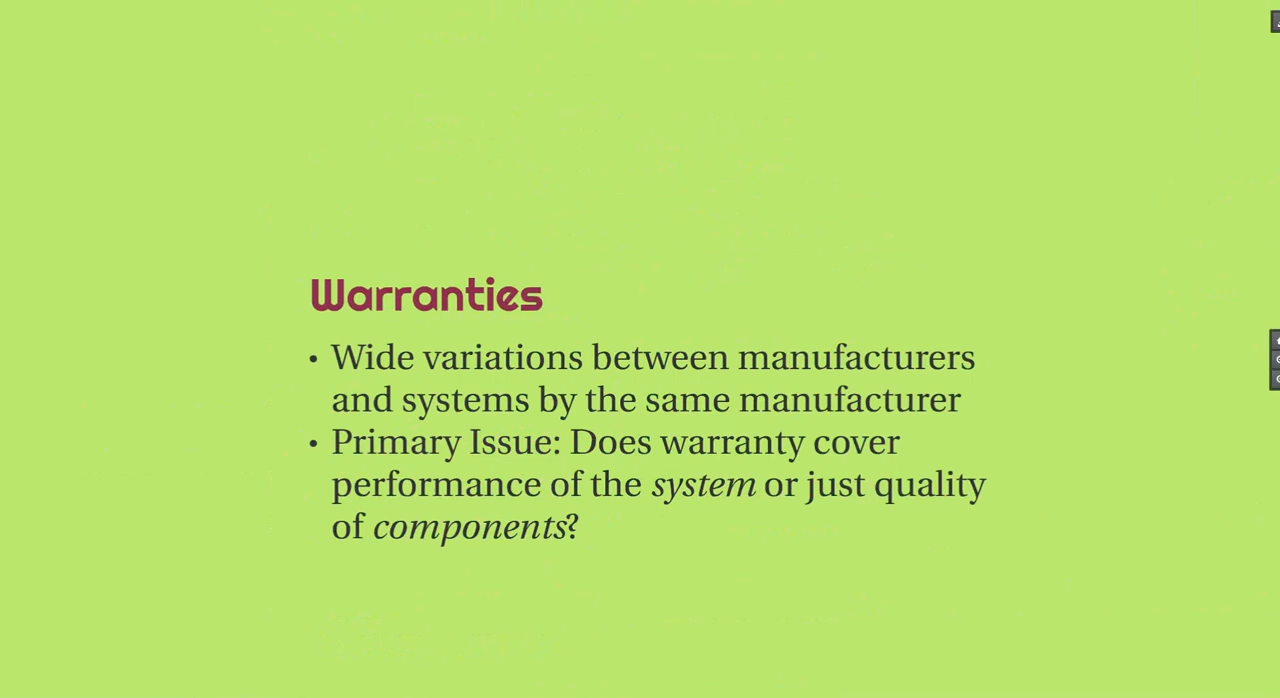 Warranties
• Wide variations between manufacturers
and systems by the same manufacturer
• Primary Issue: Does warranty cover
performance of the system or just quality
of components?